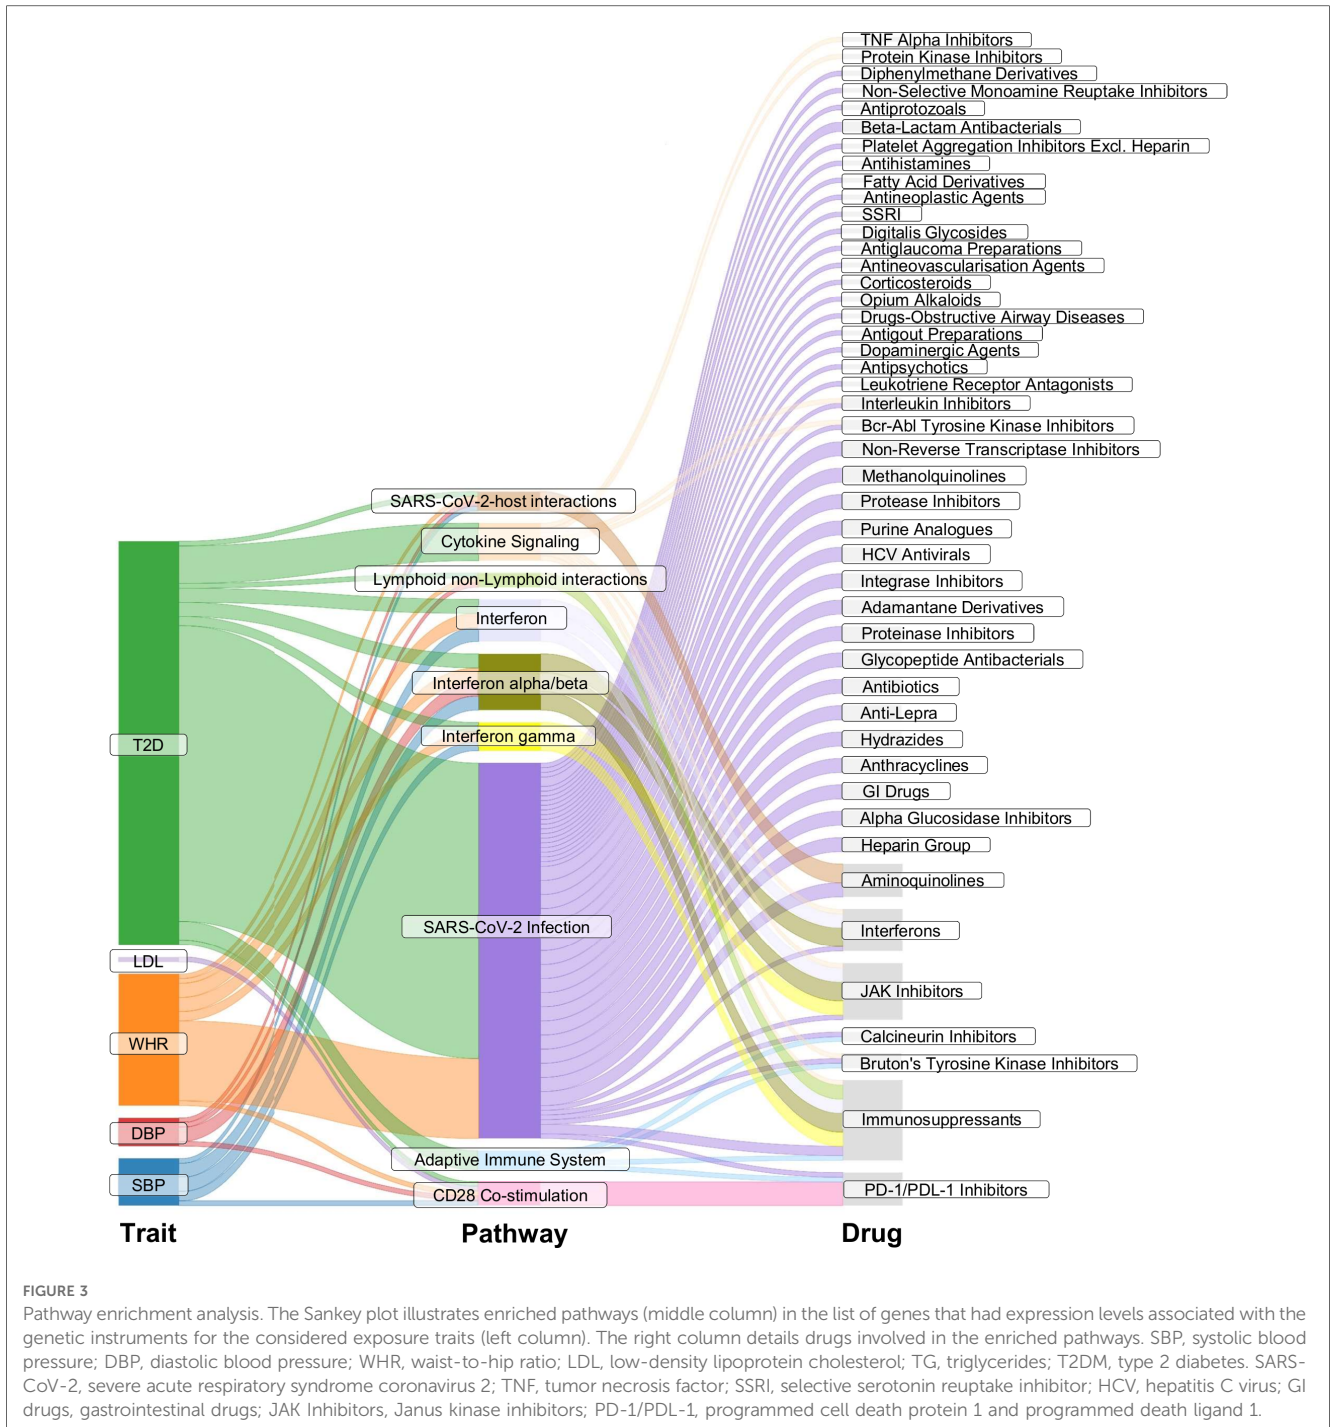 TNF Alpha Inhibitors
Protein Kinase Inhibitors
Diphenylmethane Derivatives
Non-Selective Monoamine Reuptake Inhibitors
Antiprotozoals
Beta-Lactam Antibacterials
Platelet Aggregation Inhibitors Excl. Heparin
Antihistamines
Fatty Acid Derivatives
Antineoplastic Agents
SSRI
Digitalis Glycosides
Antiglaucoma Preparations
Antineovascularisation Agents
Corticosteroids
Opium Alkaloids
Drugs-Obstructive Airway Diseases
Antigout Preparations
Dopaminergic Agents
Antipsychotics
Leukotriene Receptor Antagonists
Interleukin Inhibitors
Bcr-Abl Tyrosine Kinase Inhibitors
Non-Reverse Transcriptase Inhibitors
Methanolquinolines
Protease Inhibitors
Purine Analogues
HCV Antivirals
Integrase Inhibitors
Adamantane Derivatives
Proteinase Inhibitors
Glycopeptide Antibacterials
Antibiotics
Anti-Lepra
Hydrazides
Anthracyclines
GI Drugs
Alpha Glucosidase Inhibitors
Heparin Group
Aminoquinolines
Interferons
JAK Inhibitors
Calcineurin Inhibitors
Bruton's Tyrosine Kinase Inhibitors
Immunosuppressants
PD-1/PDL-1 Inhibitors
SARS-CoV-2-host interactions
Cytokine Signaling
Lymphoid non-Lymphoid interactions
Interferon
Interferon alpha/beta
Interferon gamma
SARS-CoV-2 Infection
Adaptive Immune System
CD28 Co-stimulation
T2D
LDL
WHR
DBP
SBP
Trait
Pathway
Drug
FIGURE 3
Pathway enrichment analysis. The Sankey plot illustrates enriched pathways (middle column) in the list of genes that had expression levels associated with the
genetic instruments for the considered exposure traits (left column). The right column details drugs involved in the enriched pathways. SBP, systolic blood
pressure; DBP, diastolic blood pressure; WHR, waist-to-hip ratio; LDL, low-density lipoprotein cholesterol; TG, triglycerides; T2DM, type 2 diabetes. SARS-
CoV-2, severe acute respiratory syndrome coronavirus 2; TNF, tumor necrosis factor; SSRI, selective serotonin reuptake inhibitor; HCV, hepatitis C virus; GI
drugs, gastrointestinal drugs; JAK Inhibitors, Janus kinase inhibitors; PD-1/PDL-1, programmed cell death protein 1 and programmed death ligand 1.